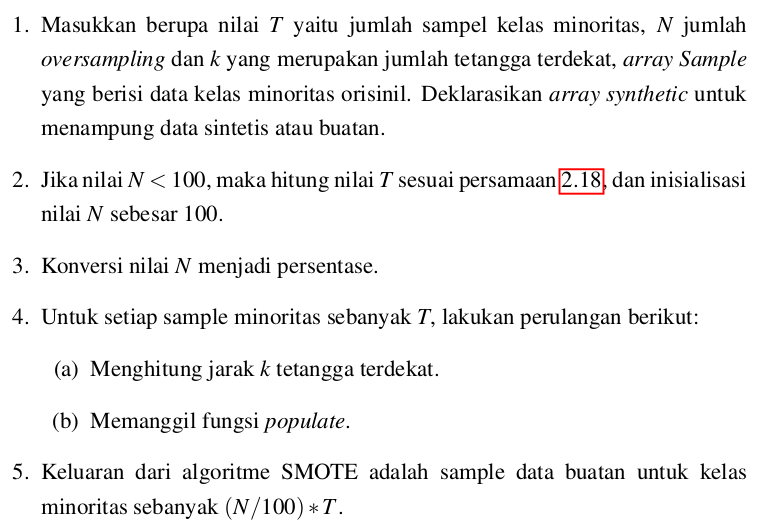 1. Masukkan berupa nilai T yaitu jumlah sampel kelas minoritas, N jumlah
oversampling dan k yang merupakan jumlah tetangga terdekat, array Sample
yang berisi data kelas minoritas orisinil. Deklarasikan array synthetic untuk
menampung data sintetis atau buatan.
2. Jika nilai N < 100, maka hitung nilai T sesuai persamaan 2.18, dan inisialisasi
nilai N sebesar 100.
3. Konversi nilai N menjadi persentase.
4. Untuk setiap sample minoritas sebanyak T, lakukan perulangan berikut:
(a) Menghitung jarak k tetangga terdekat.
(b) Memanggil fungsi populate.
5. Keluaran dari algoritme SMOTE adalah sample data buatan untuk kelas
minoritas sebanyak (N/100) ∗ T.